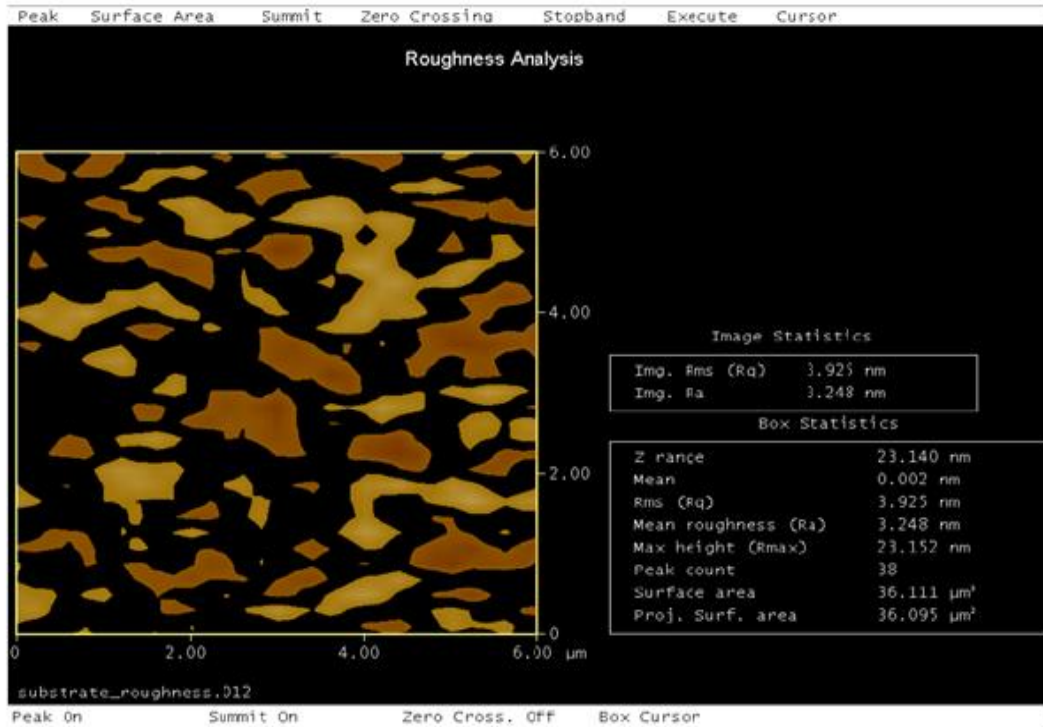 Peak Surface Area Summit Zero Crossing Stopband Execute Cursor
Roughness Analysis
6.00
4.00
2.00
0
0 2.00 4.00 6.00 µm
Image Statistics
Img. Rms (Rq) 3.925 nm
Img. Ra 3.248 nm
Box Statistics
Z range 23.140 nm
Mean 0.002 nm
Rms (Rq) 3.925 nm
Mean roughness (Ra) 3.248 nm
Max height (Rmax) 23.152 nm
Peak count 38
Surface area 36.111 µm²
Proj. Surf. area 36.095 µm²
substrate_roughness.012
Peak On Summit On Zero Cross. Off Box Cursor